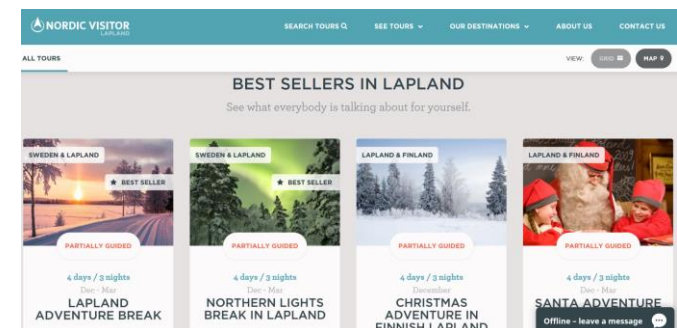 NORDIC VISITOR
LAPLAND
SEARCH TOURS
SEE TOURS
OUR DESTINATIONS
ABOUT US
CONTACT US
ALL TOURS
VIEW:
GRID
MAP
BEST SELLERS IN LAPLAND
See what everybody is talking about for yourself.
SWEDEN & LAPLAND
★ BEST SELLER
PARTIALLY GUIDED
4 days / 3 nights
Dec - Mar
LAPLAND
ADVENTURE BREAK
SWEDEN & LAPLAND
★ BEST SELLER
PARTIALLY GUIDED
4 days / 3 nights
Dec - Mar
NORTHERN LIGHTS
BREAK IN LAPLAND
LAPLAND & FINLAND
PARTIALLY GUIDED
4 days / 3 nights
December
CHRISTMAS
ADVENTURE IN
FINNISH LAPLAND
LAPLAND & FINLAND
PARTIALLY GUIDED
4 days / 3 nights
Dec - Mar
SANTA ADVENTURE
Offline – leave a message